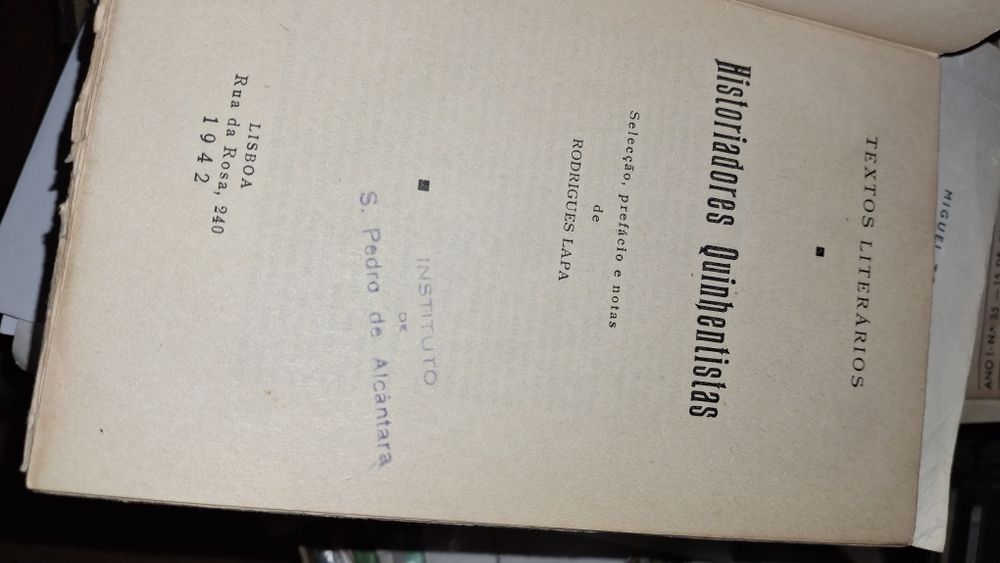 TEXTOS LITERÁRIOS
Historiadores Quinhentistas
Selecção, prefácio e notas
de
RODRIGUES LAPA
INSTITUTO
DE
S. Pedro de Alcântara
LISBOA
Rua da Rosa, 240
1942
MIGUEL